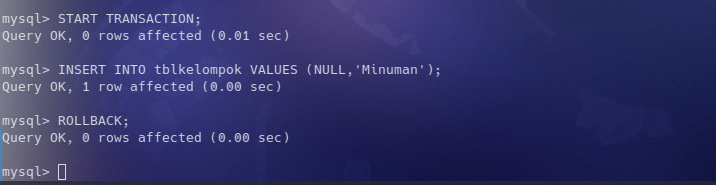 mysql> START TRANSACTION;
Query OK, 0 rows affected (0.01 sec)
mysql> INSERT INTO tblkelompok VALUES (NULL,'Minuman');
Query OK, 1 row affected (0.00 sec)
mysql> ROLLBACK;
Query OK, 0 rows affected (0.00 sec)
mysql>